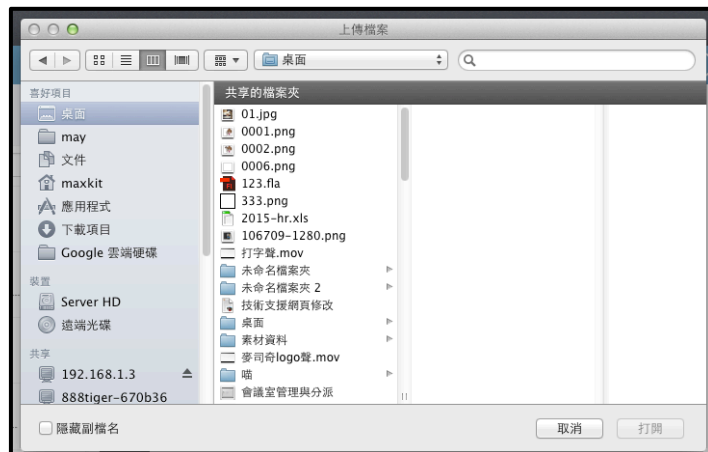 上傳檔案
桌面
喜好項目
桌面
may
文件
maxkit
應用程式
下載項目
Google 雲端硬碟
裝置
Server HD
遠端光碟
共享
192.168.1.3
888tiger-670b36
共享的檔案夾
01.jpg
0001.png
0002.png
0006.png
123.fla
333.png
2015-hr.xls
106709-1280.png
打字聲.mov
未命名檔案夾
未命名檔案夾 2
技術支援網頁修改
桌面
素材資料
麥司奇logo聲.mov
喵
會議室管理與分派
隱藏副檔名
取消
打開